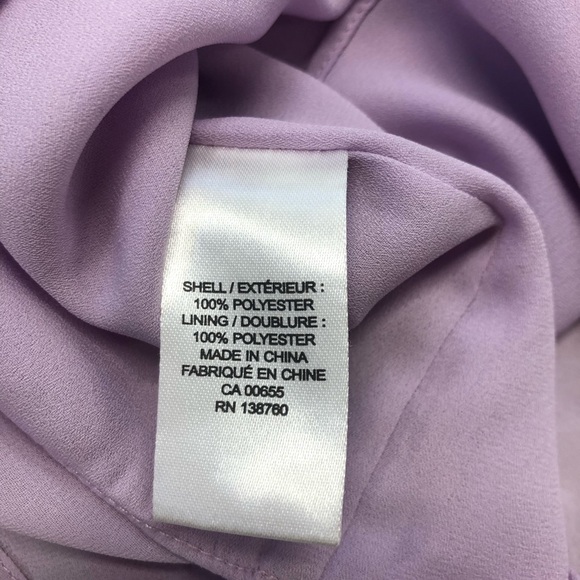 SHELL / EXTÉRIEUR :
100% POLYESTER
LINING / DOUBLURE :
100% POLYESTER
MADE IN CHINA
FABRIQUÉ EN CHINE
CA 00655
RN 138760